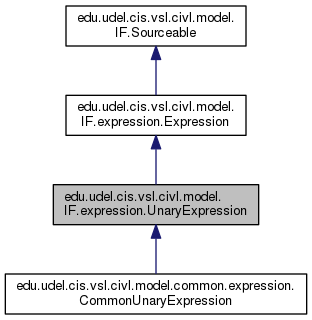 edu.udel.cis.vsl.civl.model.
IF.Sourceable
edu.udel.cis.vsl.civl.model.
IF.expression.Expression
edu.udel.cis.vsl.civl.model.
IF.expression.UnaryExpression
edu.udel.cis.vsl.civl.model.common.expression.
CommonUnaryExpression